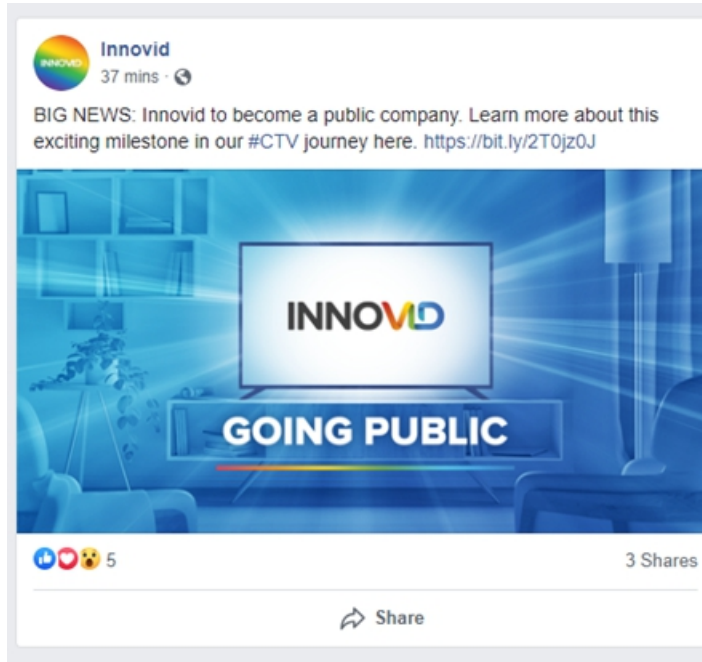 INNOVID
Innovid
37 mins ·
BIG NEWS: Innovid to become a public company. Learn more about this
exciting milestone in our #CTV journey here. https://bit.ly/2T0jz0J
INNOVID
GOING PUBLIC
5
3 Shares
Share